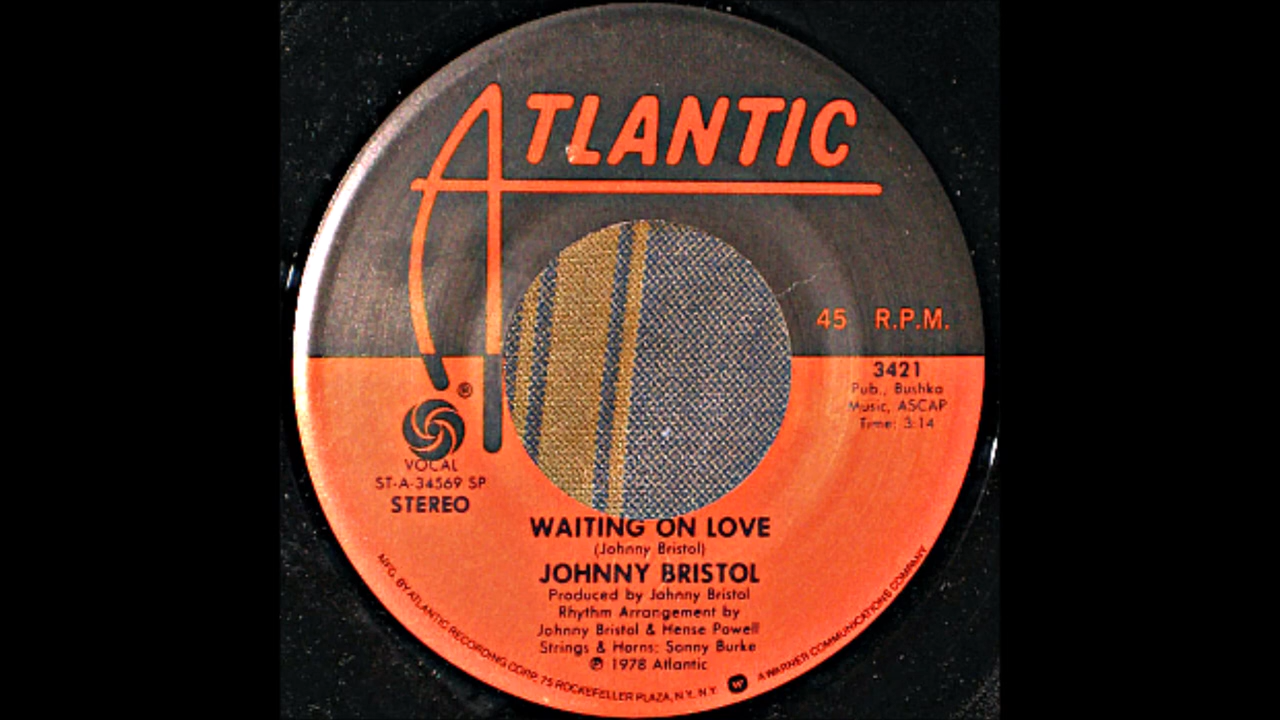 ATLANTIC
45 R.P.M.
3421
Pub., Bushka
Music, ASCAP
Time: 3:14
®
VOCAL
ST-A-34569 SP
STEREO
WAITING ON LOVE
(Johnny Bristol)
JOHNNY BRISTOL
Produced by Johnny Bristol
Rhythm Arrangement by
Johnny Bristol & Hense Powell
Strings & Horns: Sonny Burke
℗ 1978 Atlantic
MFG. BY ATLANTIC RECORDING CORP., 75 ROCKEFELLER PLAZA, N.Y., N.Y. W A WARNER COMMUNICATIONS COMPANY